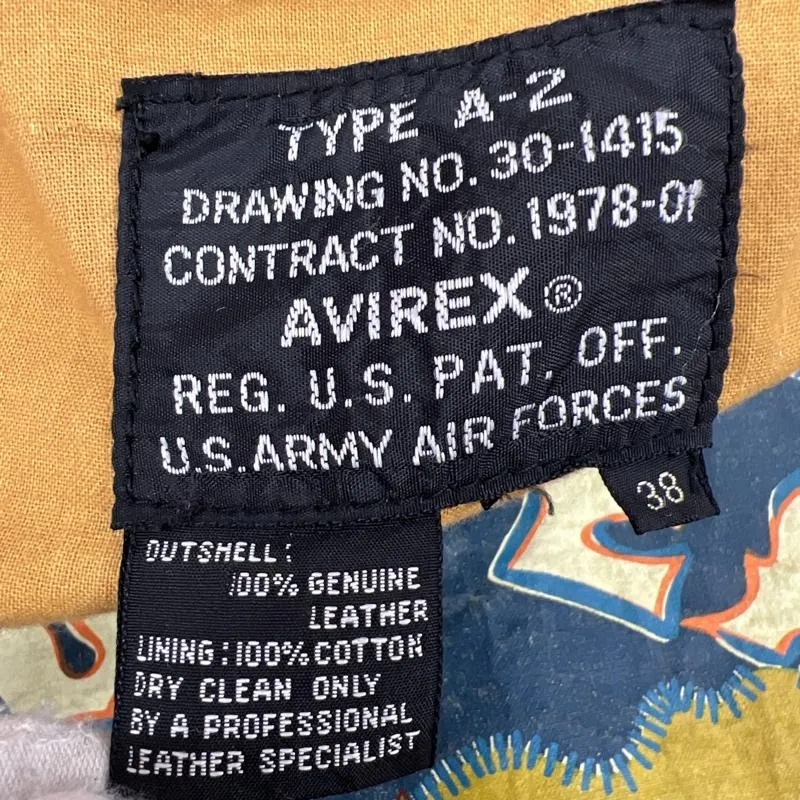 TYPE A-2
DRAWING NO. 30-1415
CONTRACT NO. 1978-01
AVIREX®
REG. U.S. PAT. OFF.
U.S. ARMY AIR FORCES
38
OUTSHELL:
100% GENUINE
LEATHER
LINING: 100% COTTON
DRY CLEAN ONLY
BY A PROFESSIONAL
LEATHER SPECIALIST